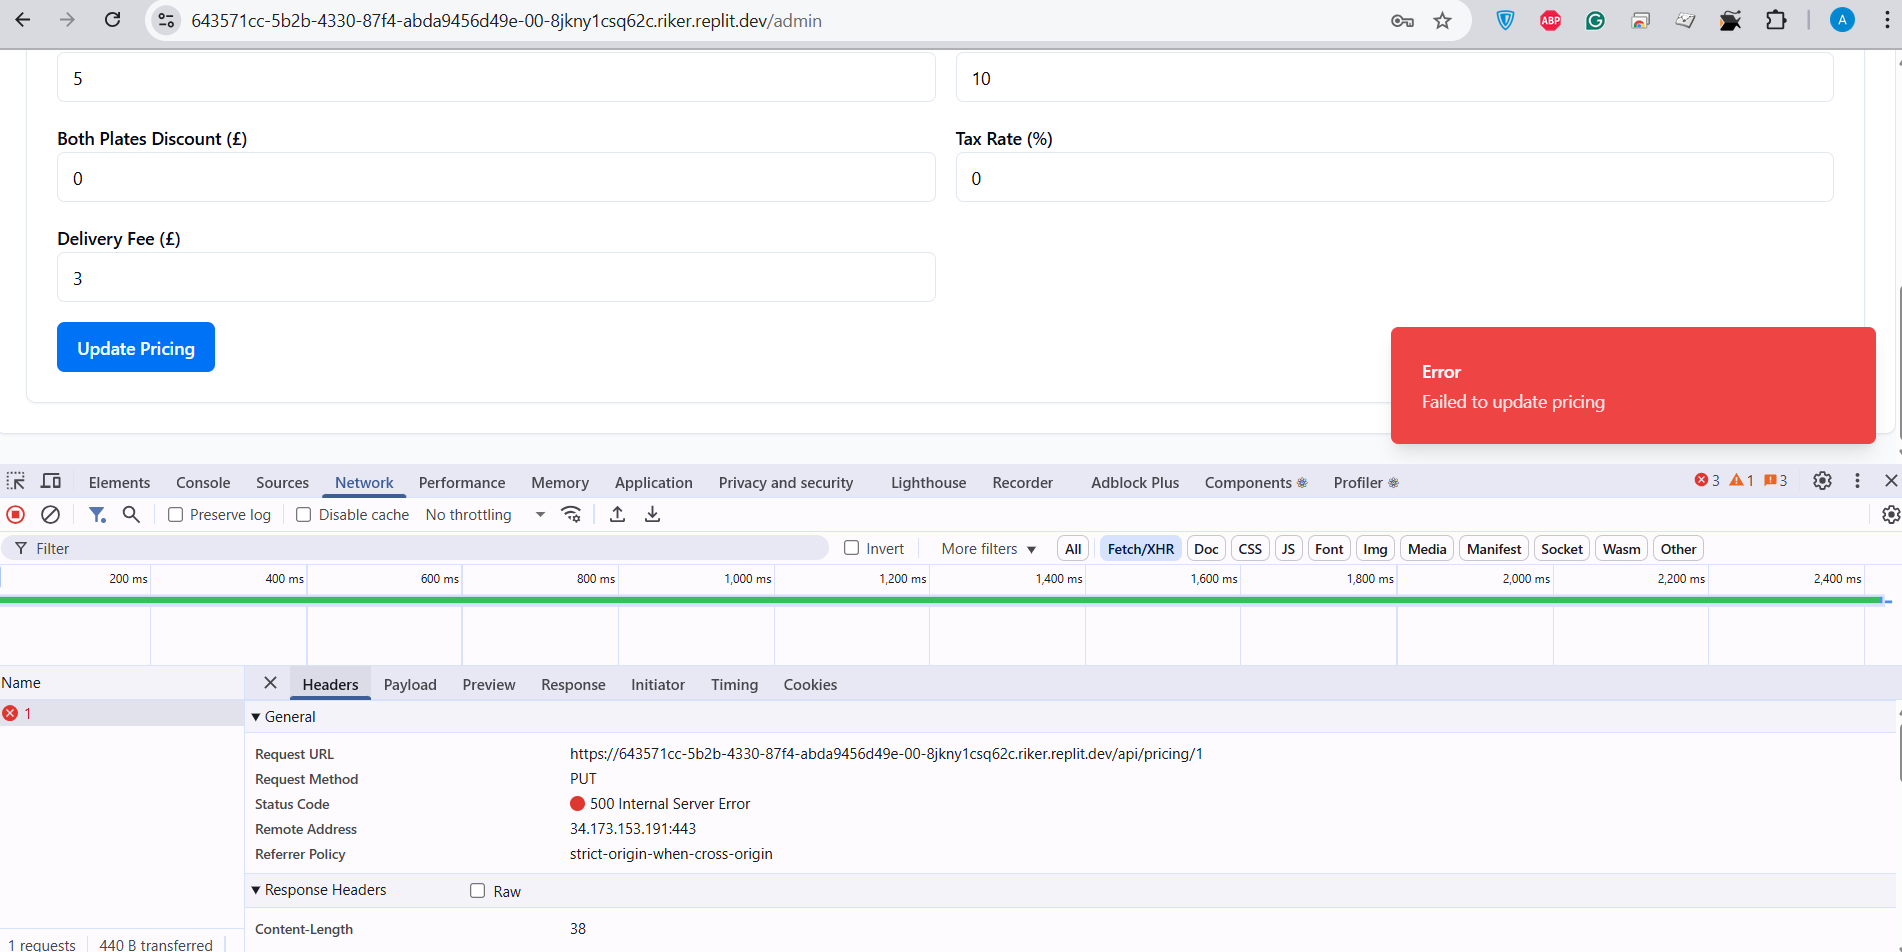 643571cc-5b2b-4330-87f4-abda9456d49e-00-8jkny1csq62c.riker.replit.dev/admin
ABP
A
5
10
Both Plates Discount (£)
Tax Rate (%)
0
0
Delivery Fee (£)
3
Update Pricing
Error
Failed to update pricing
Elements Console Sources Network Performance Memory Application Privacy and security Lighthouse Recorder Adblock Plus Components Profiler 3 1 3
Preserve log Disable cache No throttling
Filter Invert More filters All Fetch/XHR Doc CSS JS Font Img Media Manifest Socket Wasm Other
200 ms 400 ms 600 ms 800 ms 1,000 ms 1,200 ms 1,400 ms 1,600 ms 1,800 ms 2,000 ms 2,200 ms 2,400 ms
Name
Headers Payload Preview Response Initiator Timing Cookies
1
General
Request URL https://643571cc-5b2b-4330-87f4-abda9456d49e-00-8jkny1csq62c.riker.replit.dev/api/pricing/1
Request Method PUT
Status Code 500 Internal Server Error
Remote Address 34.173.153.191:443
Referrer Policy strict-origin-when-cross-origin
Response Headers Raw
Content-Length 38
1 requests 440 B transferred